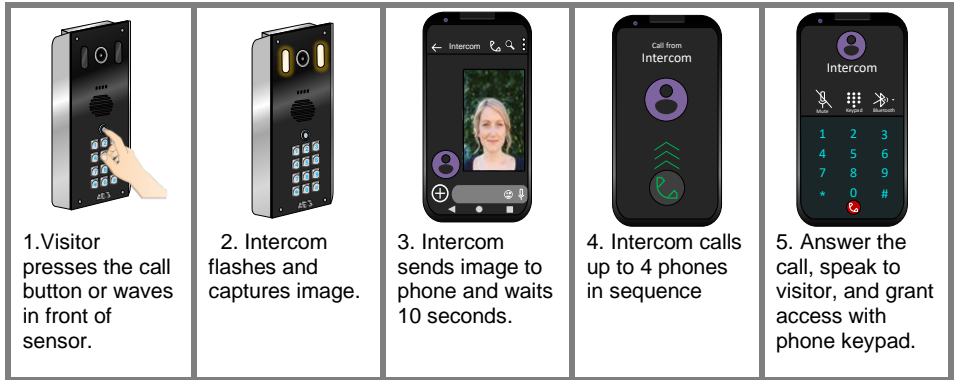 AES
Intercom
Call from
Intercom
Intercom
Mute Keypad Bluetooth
1 2 3
4 5 6
7 8 9
* 0 #
1.Visitor
presses the call
button or waves
in front of
sensor.
2. Intercom
flashes and
captures image.
3. Intercom
sends image to
phone and waits
10 seconds.
4. Intercom calls
up to 4 phones
in sequence
5. Answer the
call, speak to
visitor, and grant
access with
phone keypad.